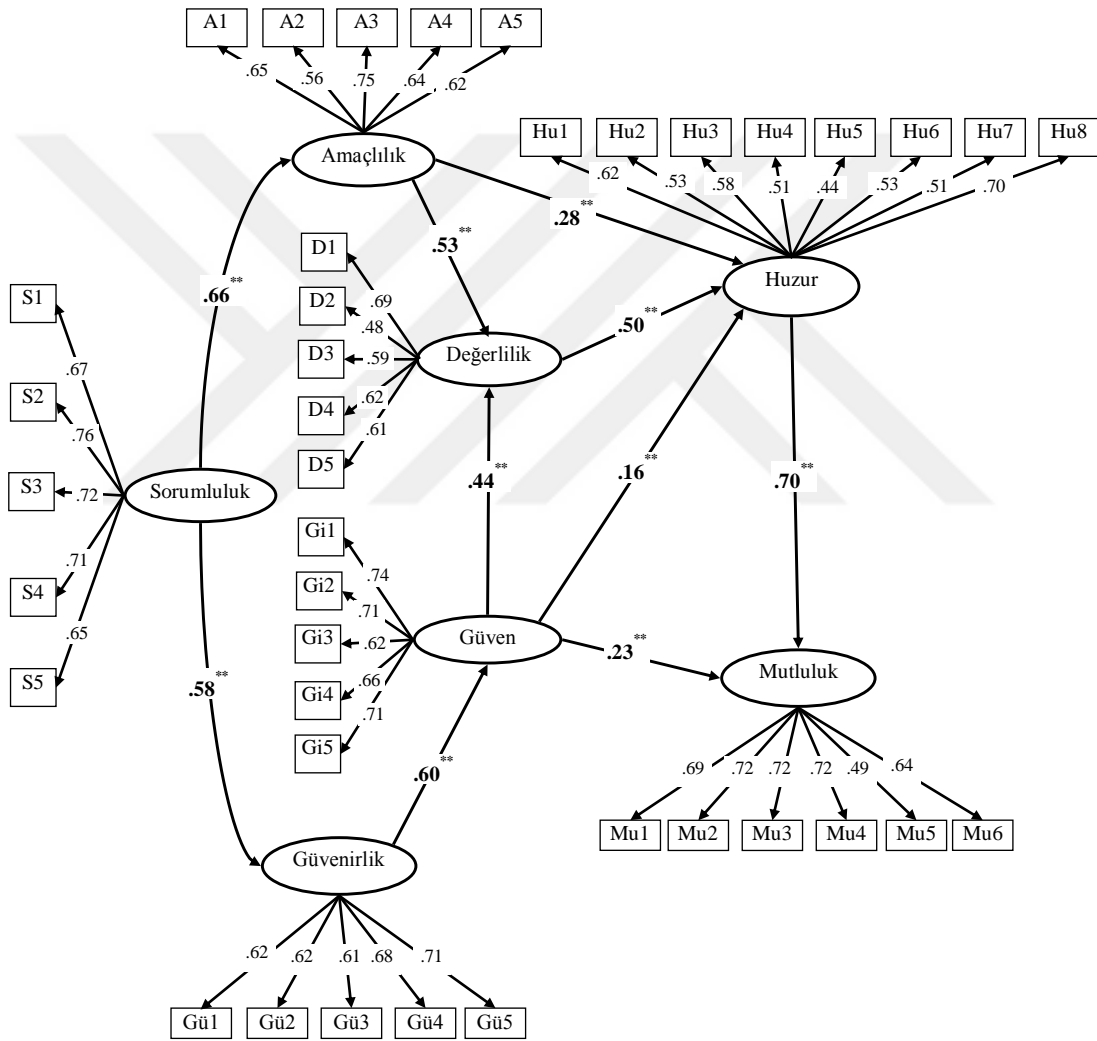 A1 A2 A3 A4 A5
.65 .56 .75 .64 .62
Amaçlılık
Hu1 Hu2 Hu3 Hu4 Hu5 Hu6 Hu7 Hu8
.62 .53 .58 .51 .44 .53 .51 .70
Huzur
.28**
.53**
.66**
D1
D2
D3
D4
D5
.69
.48
.59
.62
.61
Değerlilik
.50**
S1
S2
S3
S4
S5
.67
.76
.72
.71
.65
Sorumluluk
.44**
.16**
.70**
Gi1
Gi2
Gi3
Gi4
Gi5
.74
.71
.62
.66
.71
Güven
.23**
.58**
.60**
Mutluluk
.69 .72 .72 .72 .49 .64
Mu1 Mu2 Mu3 Mu4 Mu5 Mu6
Güvenirlik
.62 .62 .61 .68 .71
Gü1 Gü2 Gü3 Gü4 Gü5